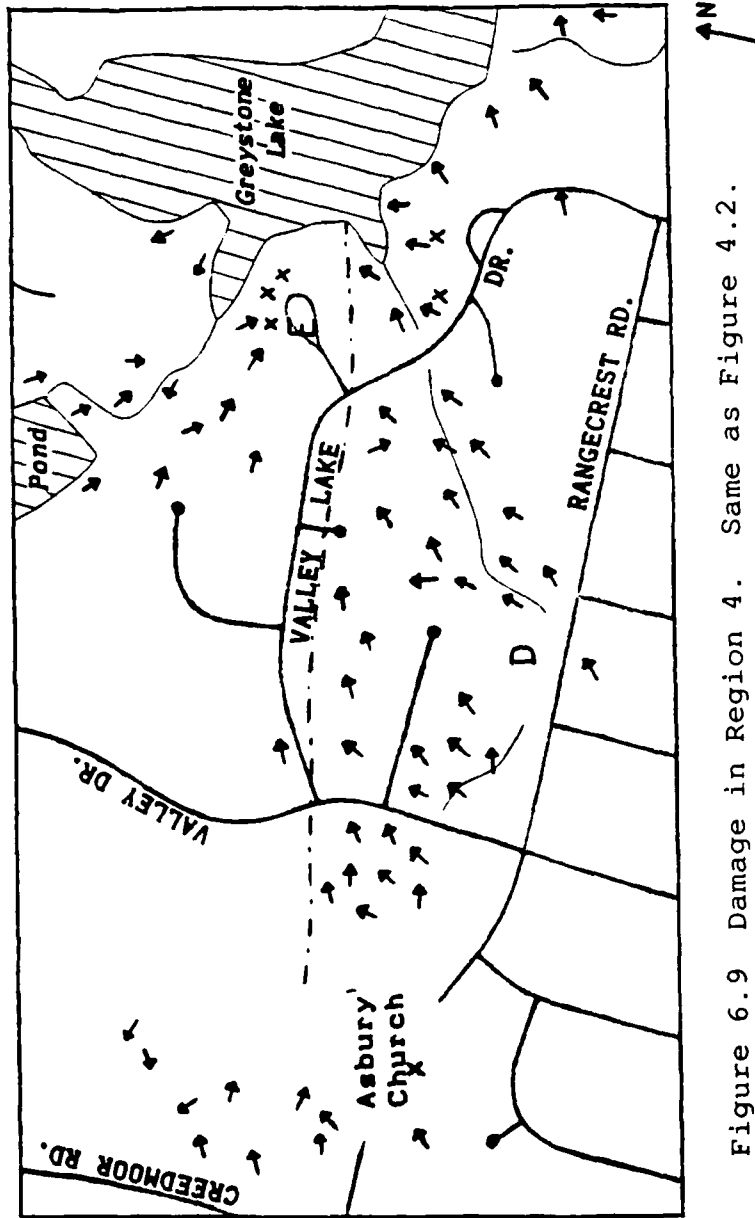 N
Pond
Greystone
Lake
E
VALLEY DR.
VALLEY LAKE DR.
CREEDMOOR RD.
Asbury
Church
X
D
RANGECREST RD.
Figure 6.9 Damage in Region 4. Same as Figure 4.2.